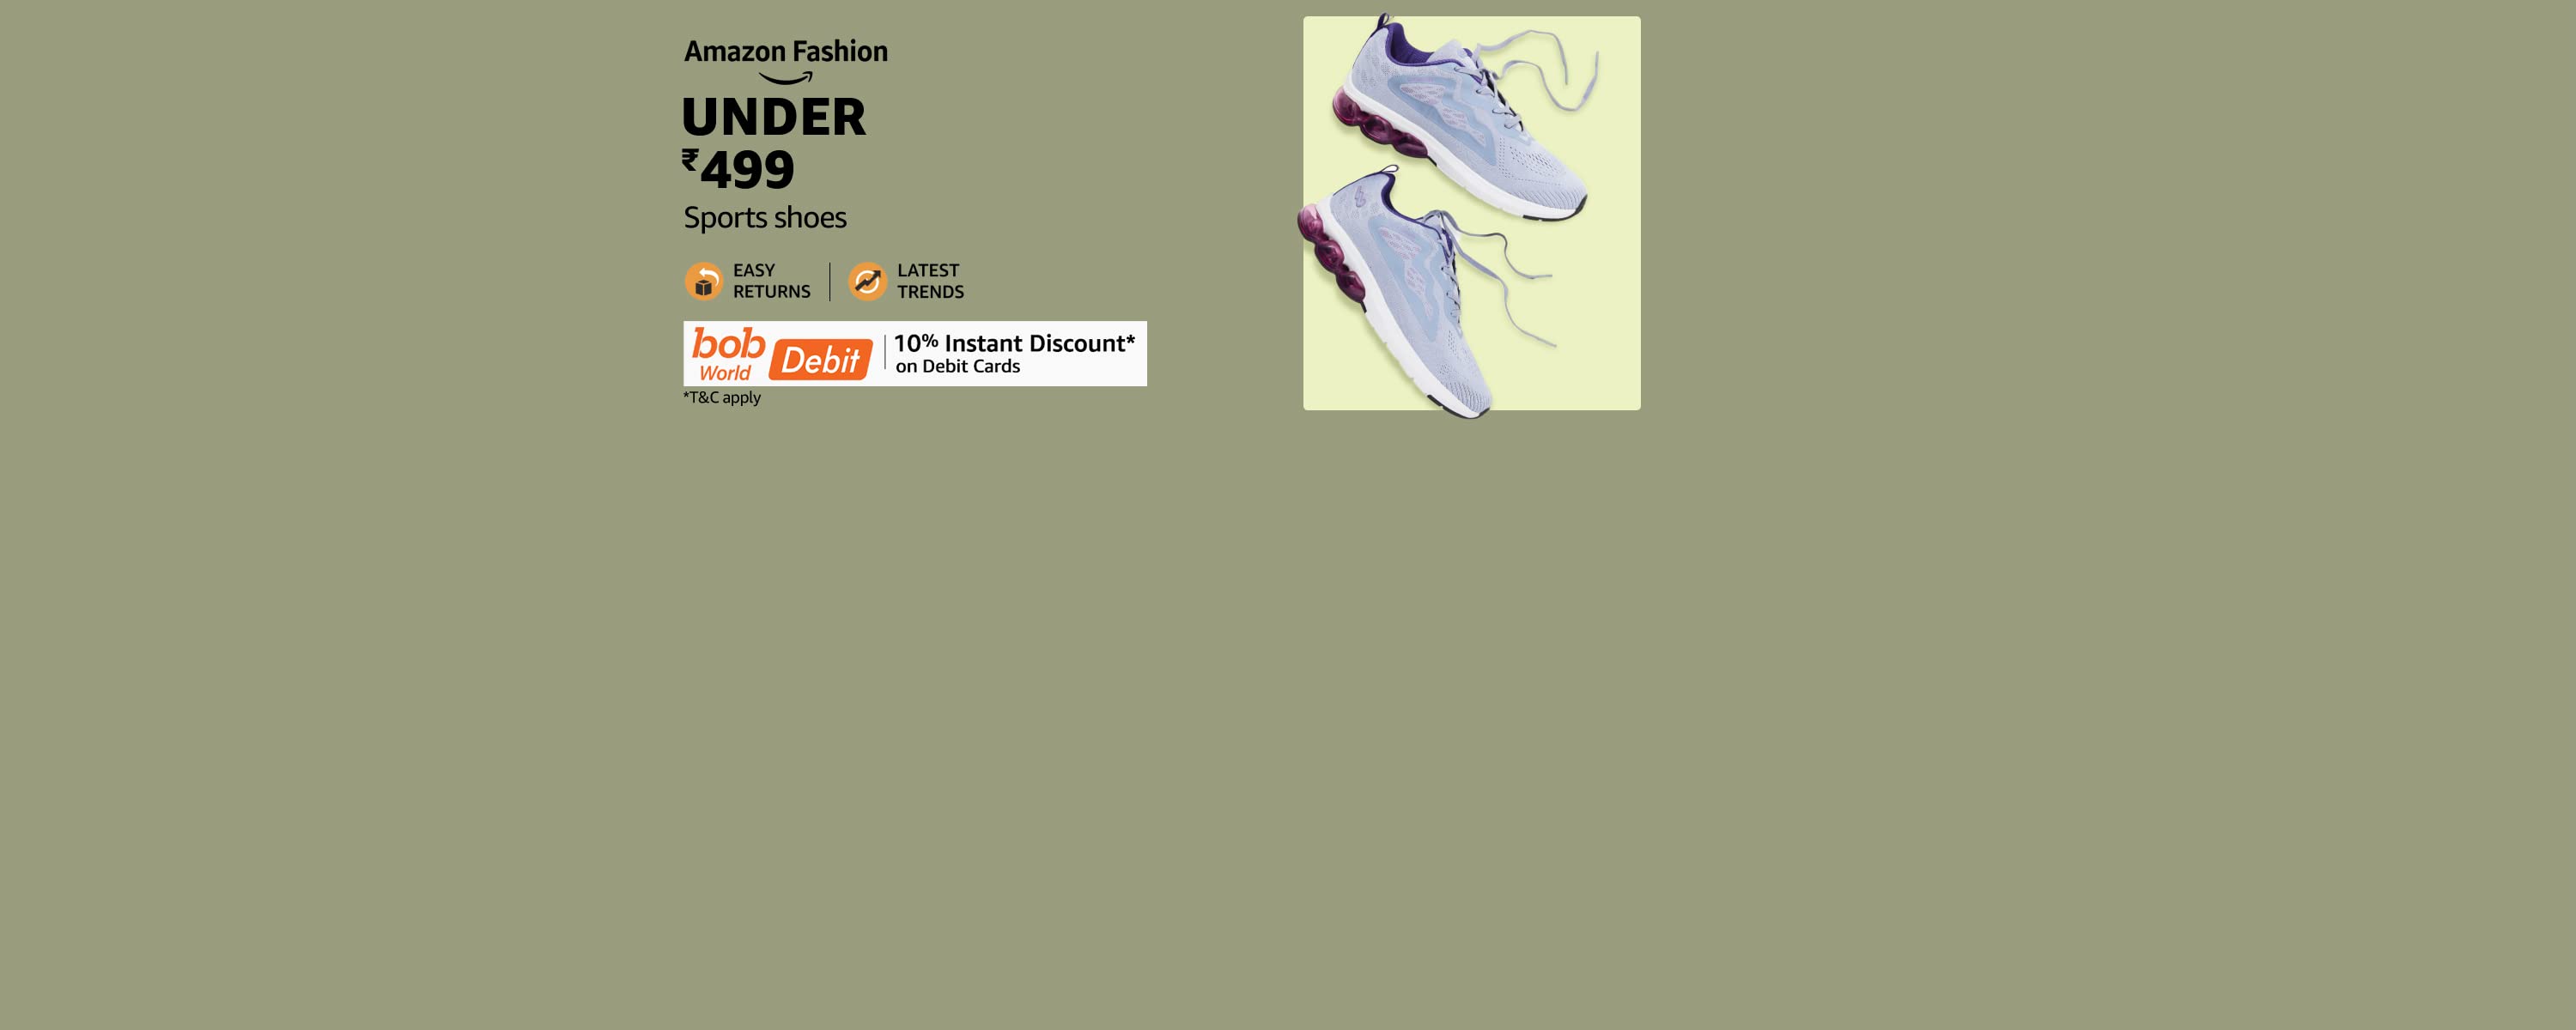 Amazon Fashion
UNDER
₹499
Sports shoes
EASY
RETURNS
LATEST
TRENDS
bob
World
Debit
10% Instant Discount*
on Debit Cards
*T&C apply